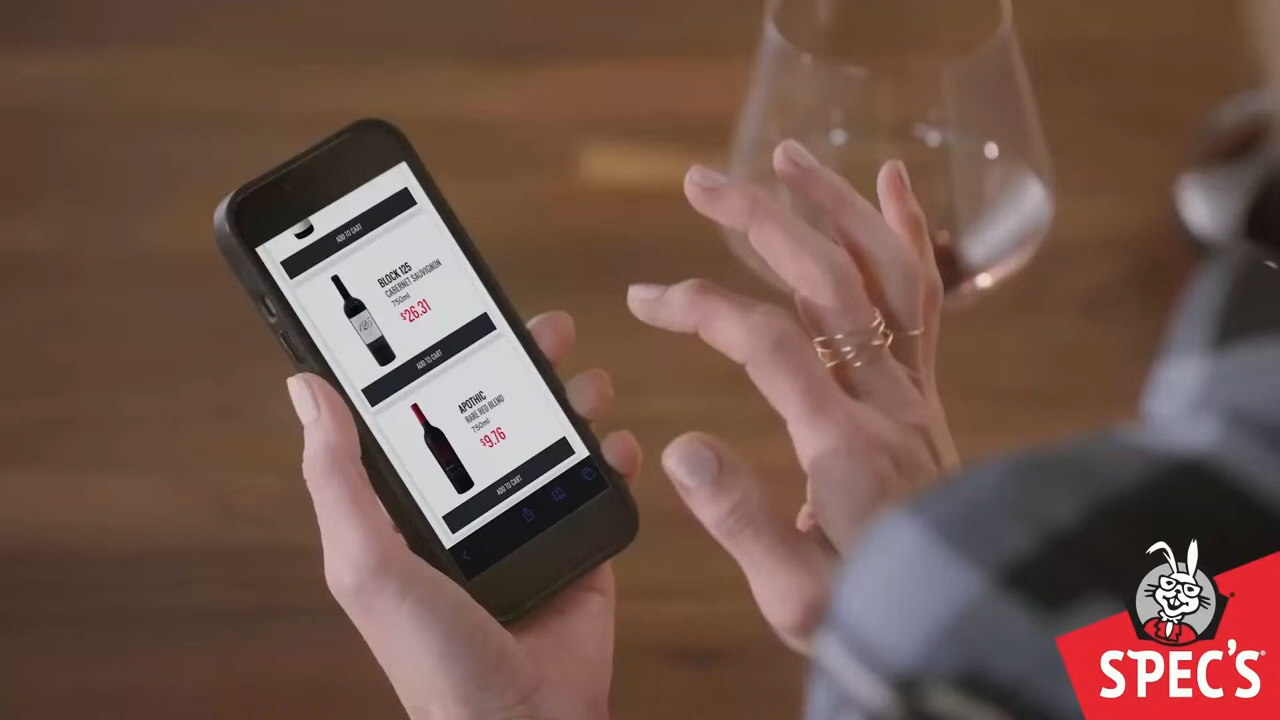 ADD TO CART
BLOCK 125
CABERNET SAUVIGNON
750ml
$26.31
125
ADD TO CART
APOTHIC
RARE RED BLEND
750ml
$9.76
ADD TO CART
SPEC'S